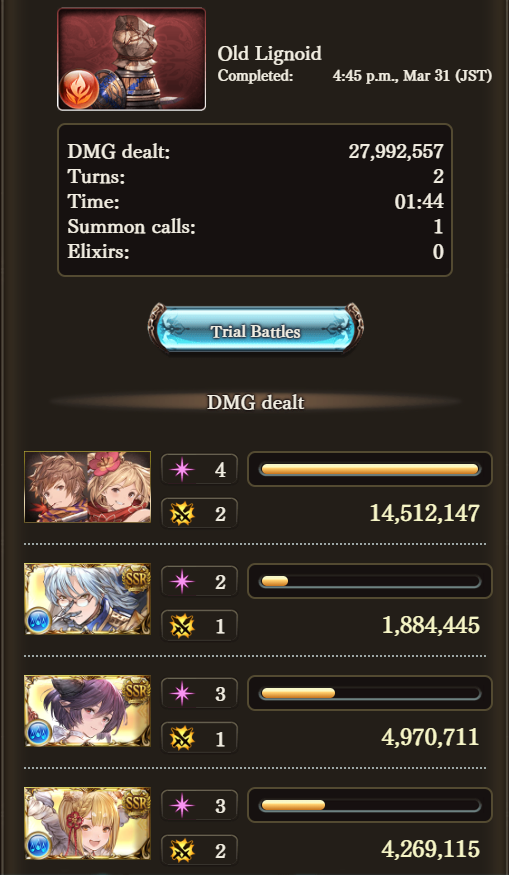 Old Lignoid
Completed: 4:45 p.m., Mar 31 (JST)
DMG dealt: 27,992,557
Turns: 2
Time: 01:44
Summon calls: 1
Elixirs: 0
Trial Battles
DMG dealt
4
2 14,512,147
SSR 2
1 1,884,445
SSR 3
1 4,970,711
SSR 3
2 4,269,115